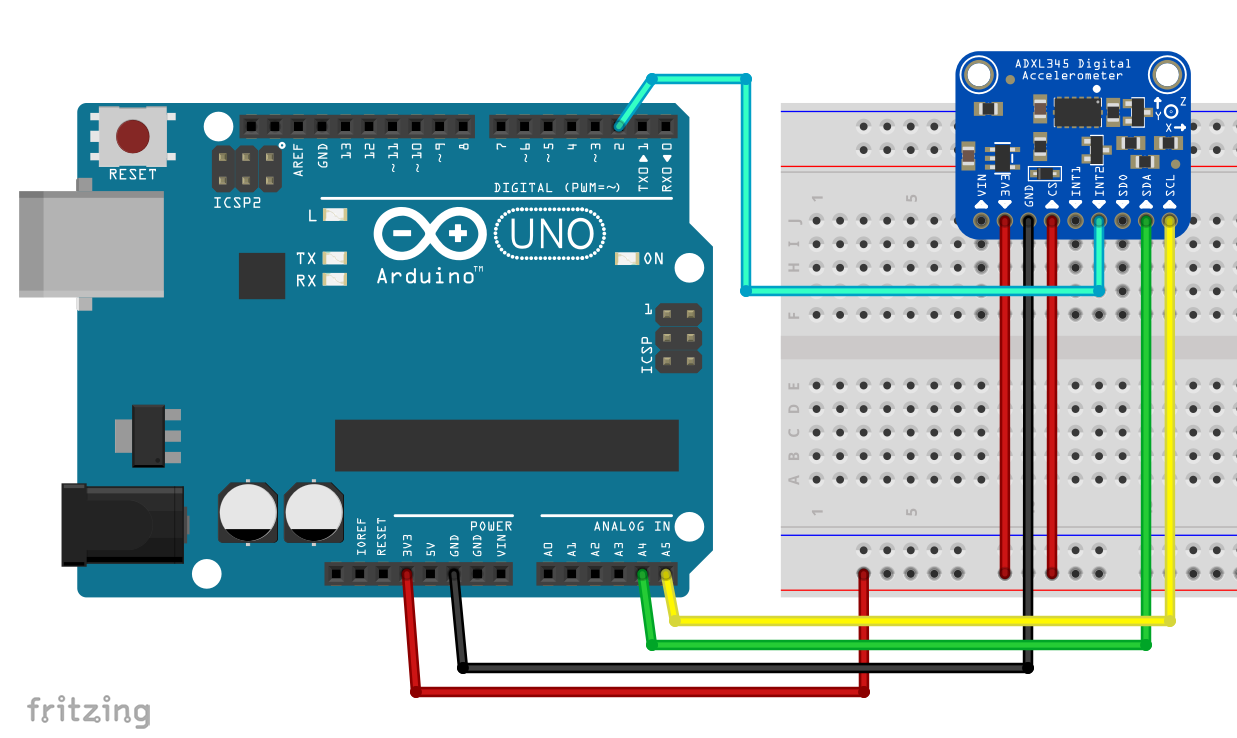 ADXL345 Digital
Accelerometer
Z
Y
X
VIN
3V3
GND
CS
INT1
INT2
SDO
SDA
SCL
RESET
ICSP2
AREF
GND
13
12
~11
~10
~9
8
7
~6
~5
4
~3
2
TX0 1
RX0 0
DIGITAL (PWM=~)
L
TX
RX
Arduino™
UNO
ON
1
ICSP
IOREF
RESET
3V3
5V
GND
GND
VIN
POWER
A0
A1
A2
A3
A4
A5
ANALOG IN
1
5
J
I
H
F
E
D
C
B
A
1
5
fritzing